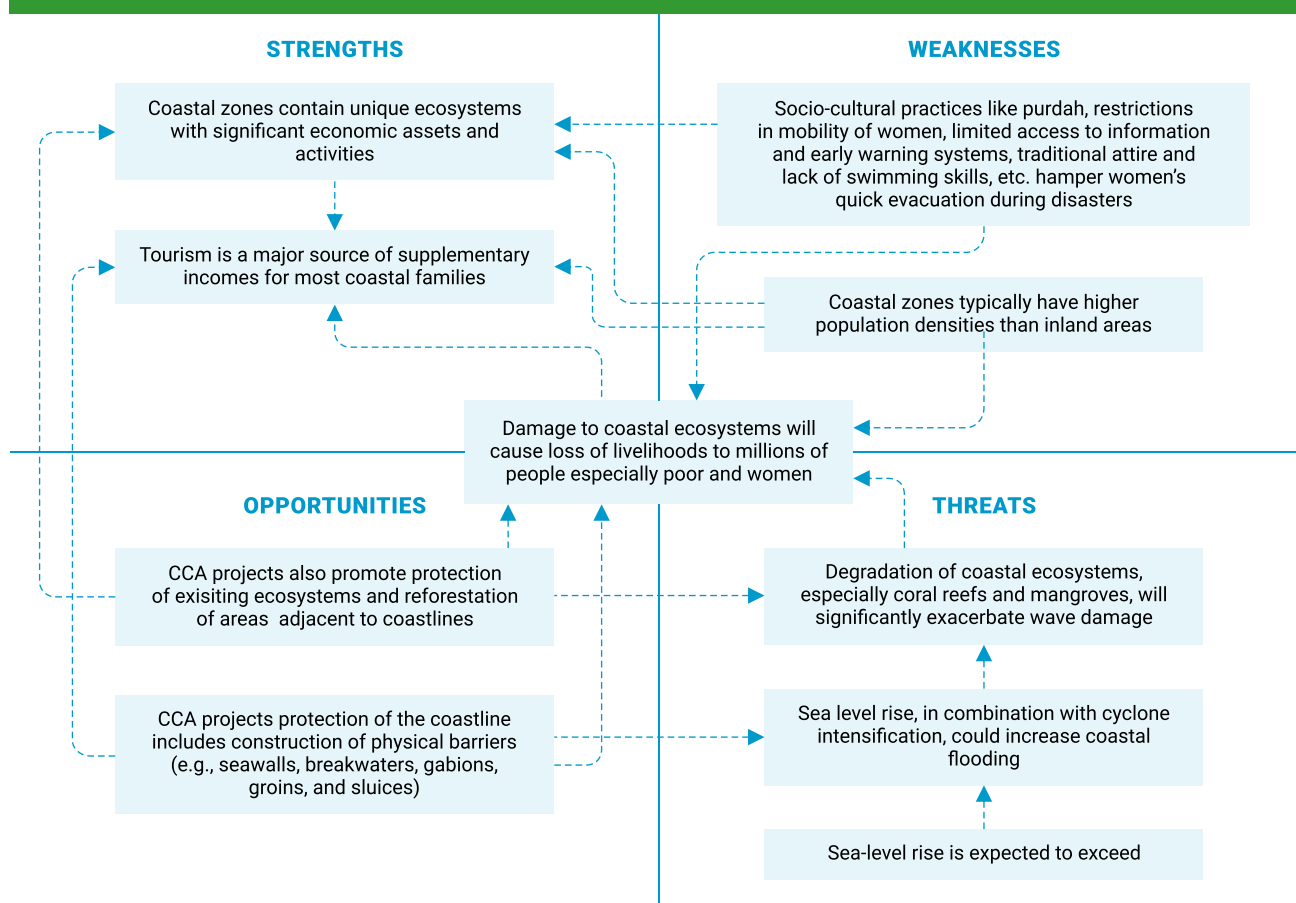 STRENGTHS
Coastal zones contain unique ecosystems
with significant economic assets and
activities
Tourism is a major source of supplementary
incomes for most coastal families
WEAKNESSES
Socio-cultural practices like purdah, restrictions
in mobility of women, limited access to information
and early warning systems, traditional attire and
lack of swimming skills, etc. hamper women’s
quick evacuation during disasters
Coastal zones typically have higher
population densities than inland areas
Damage to coastal ecosystems will
cause loss of livelihoods to millions of
people especially poor and women
OPPORTUNITIES
CCA projects also promote protection
of exisiting ecosystems and reforestation
of areas adjacent to coastlines
CCA projects protection of the coastline
includes construction of physical barriers
(e.g., seawalls, breakwaters, gabions,
groins, and sluices)
THREATS
Degradation of coastal ecosystems,
especially coral reefs and mangroves, will
significantly exacerbate wave damage
Sea level rise, in combination with cyclone
intensification, could increase coastal
flooding
Sea-level rise is expected to exceed